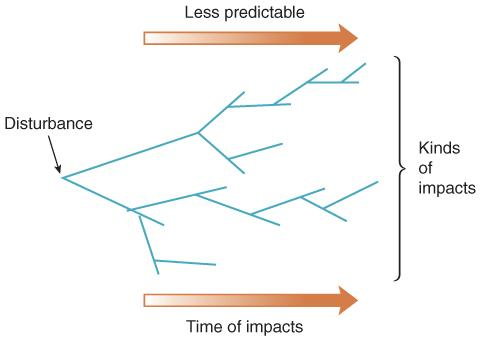 Less predictable
Disturbance
Kinds
of
impacts
Time of impacts